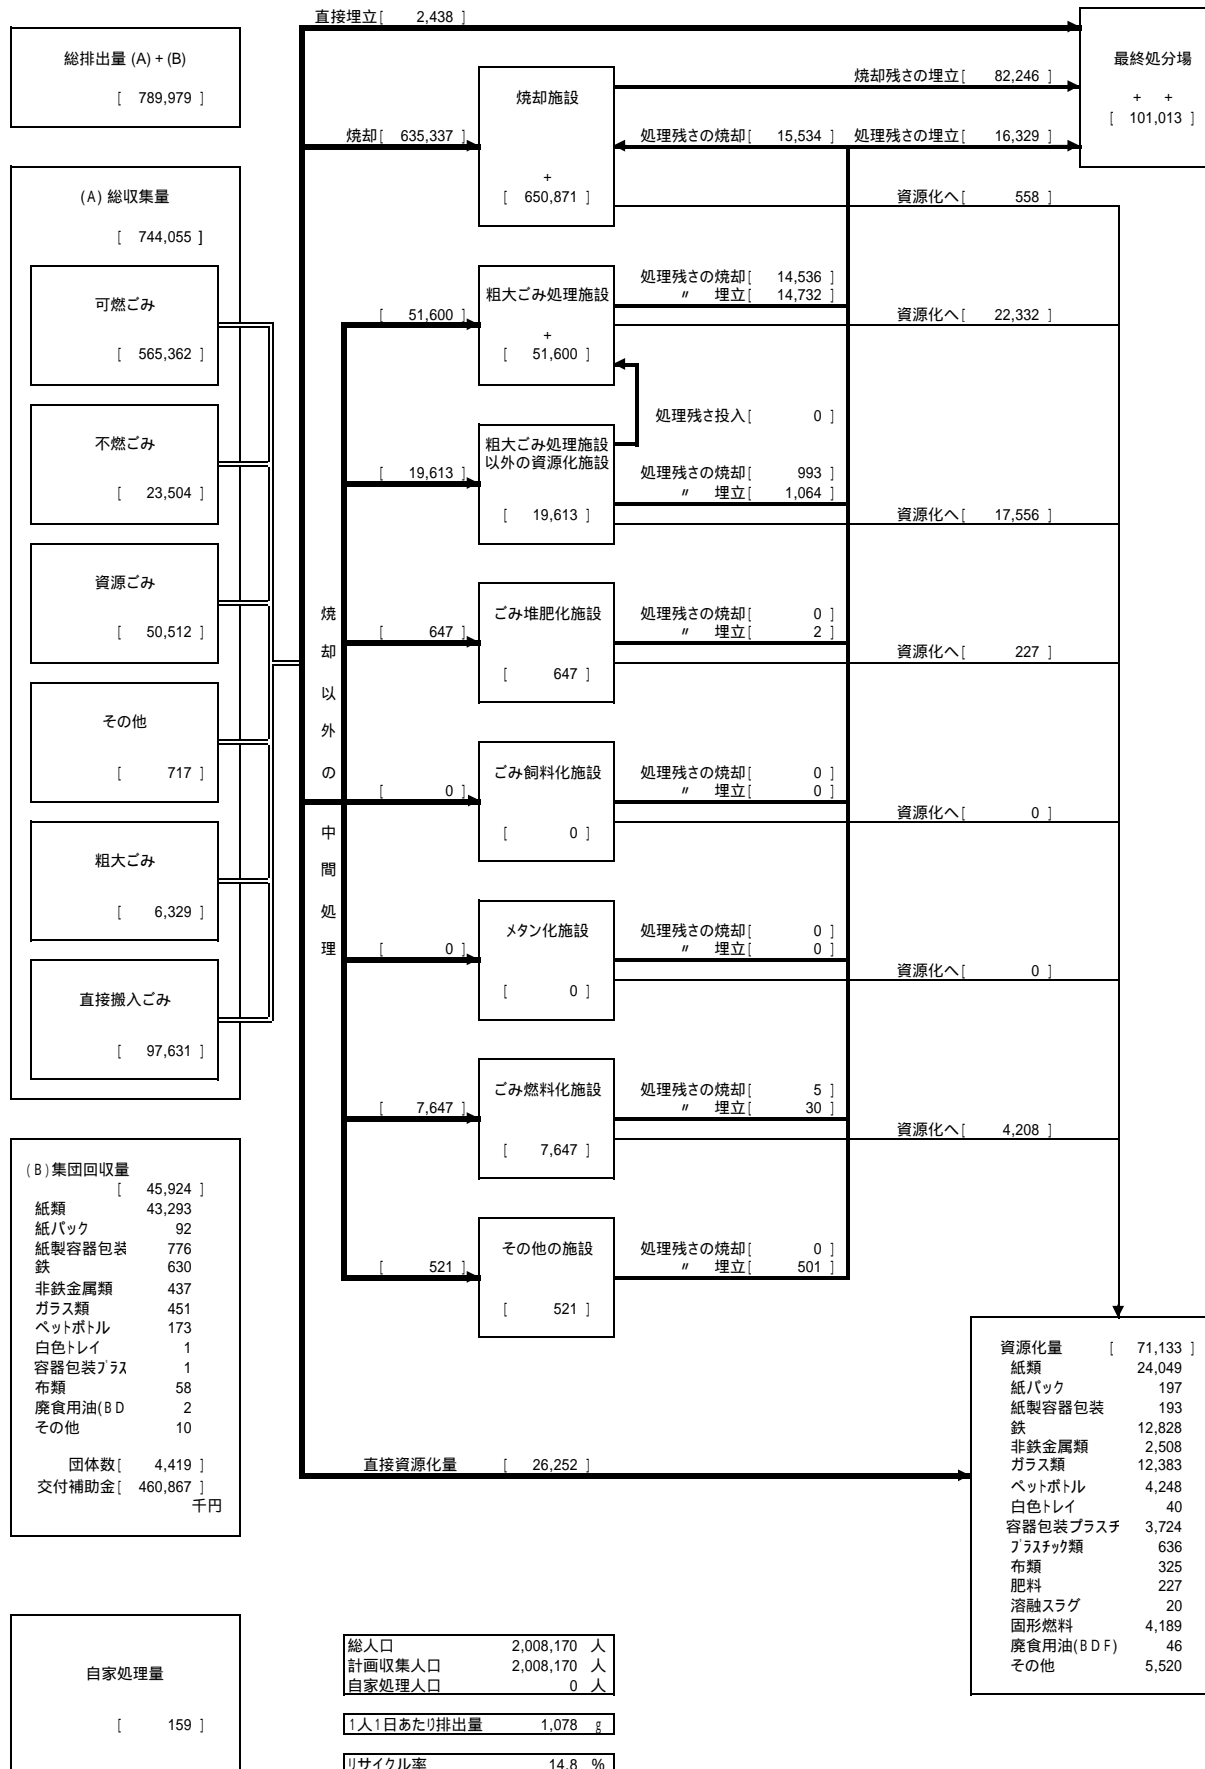 総排出量 (A) + (B)
[ 789,979 ]
(A) 総収集量
[ 744,055 ]
可燃ごみ
[ 565,362 ]
不燃ごみ
[ 23,504 ]
資源ごみ
[ 50,512 ]
その他
[ 717 ]
粗大ごみ
[ 6,329 ]
直接搬入ごみ
[ 97,631 ]
(B)集団回収量
[ 45,924 ]
紙類 43,293
紙パック 92
紙製容器包装 776
鉄 630
非鉄金属類 437
ガラス類 451
ペットボトル 173
白色トレイ 1
容器包装プラス 1
布類 58
廃食用油(BD 2
その他 10
団体数[ 4,419 ]
交付補助金[ 460,867 ]
千円
自家処理量
[ 159 ]
直接埋立[ 2,438 ]
焼却[ 635,337 ]
焼却以外の中間処理
[ 51,600 ]
[ 19,613 ]
[ 647 ]
[ 0 ]
[ 0 ]
[ 7,647 ]
[ 521 ]
直接資源化量 [ 26,252 ]
焼却施設
+
[ 650,871 ]
焼却残さの埋立[ 82,246 ]
処理残さの焼却[ 15,534 ] 処理残さの埋立[ 16,329 ]
資源化へ[ 558 ]
粗大ごみ処理施設
+
[ 51,600 ]
処理残さの焼却[ 14,536 ]
〃 埋立[ 14,732 ]
資源化へ[ 22,332 ]
処理残さ投入[ 0 ]
粗大ごみ処理施設
以外の資源化施設
[ 19,613 ]
処理残さの焼却[ 993 ]
〃 埋立[ 1,064 ]
資源化へ[ 17,556 ]
ごみ堆肥化施設
[ 647 ]
処理残さの焼却[ 0 ]
〃 埋立[ 2 ]
資源化へ[ 227 ]
ごみ飼料化施設
[ 0 ]
処理残さの焼却[ 0 ]
〃 埋立[ 0 ]
資源化へ[ 0 ]
メタン化施設
[ 0 ]
処理残さの焼却[ 0 ]
〃 埋立[ 0 ]
資源化へ[ 0 ]
ごみ燃料化施設
[ 7,647 ]
処理残さの焼却[ 5 ]
〃 埋立[ 30 ]
資源化へ[ 4,208 ]
その他の施設
[ 521 ]
処理残さの焼却[ 0 ]
〃 埋立[ 501 ]
最終処分場
+ +
[ 101,013 ]
資源化量 [ 71,133 ]
紙類 24,049
紙パック 197
紙製容器包装 193
鉄 12,828
非鉄金属類 2,508
ガラス類 12,383
ペットボトル 4,248
白色トレイ 40
容器包装プラスチ 3,724
プラスチック類 636
布類 325
肥料 227
溶融スラグ 20
固形燃料 4,189
廃食用油(BDF) 46
その他 5,520
総人口 2,008,170 人
計画収集人口 2,008,170 人
自家処理人口 0 人
1人1日あたり排出量 1,078 g
リサイクル率 14.8 %